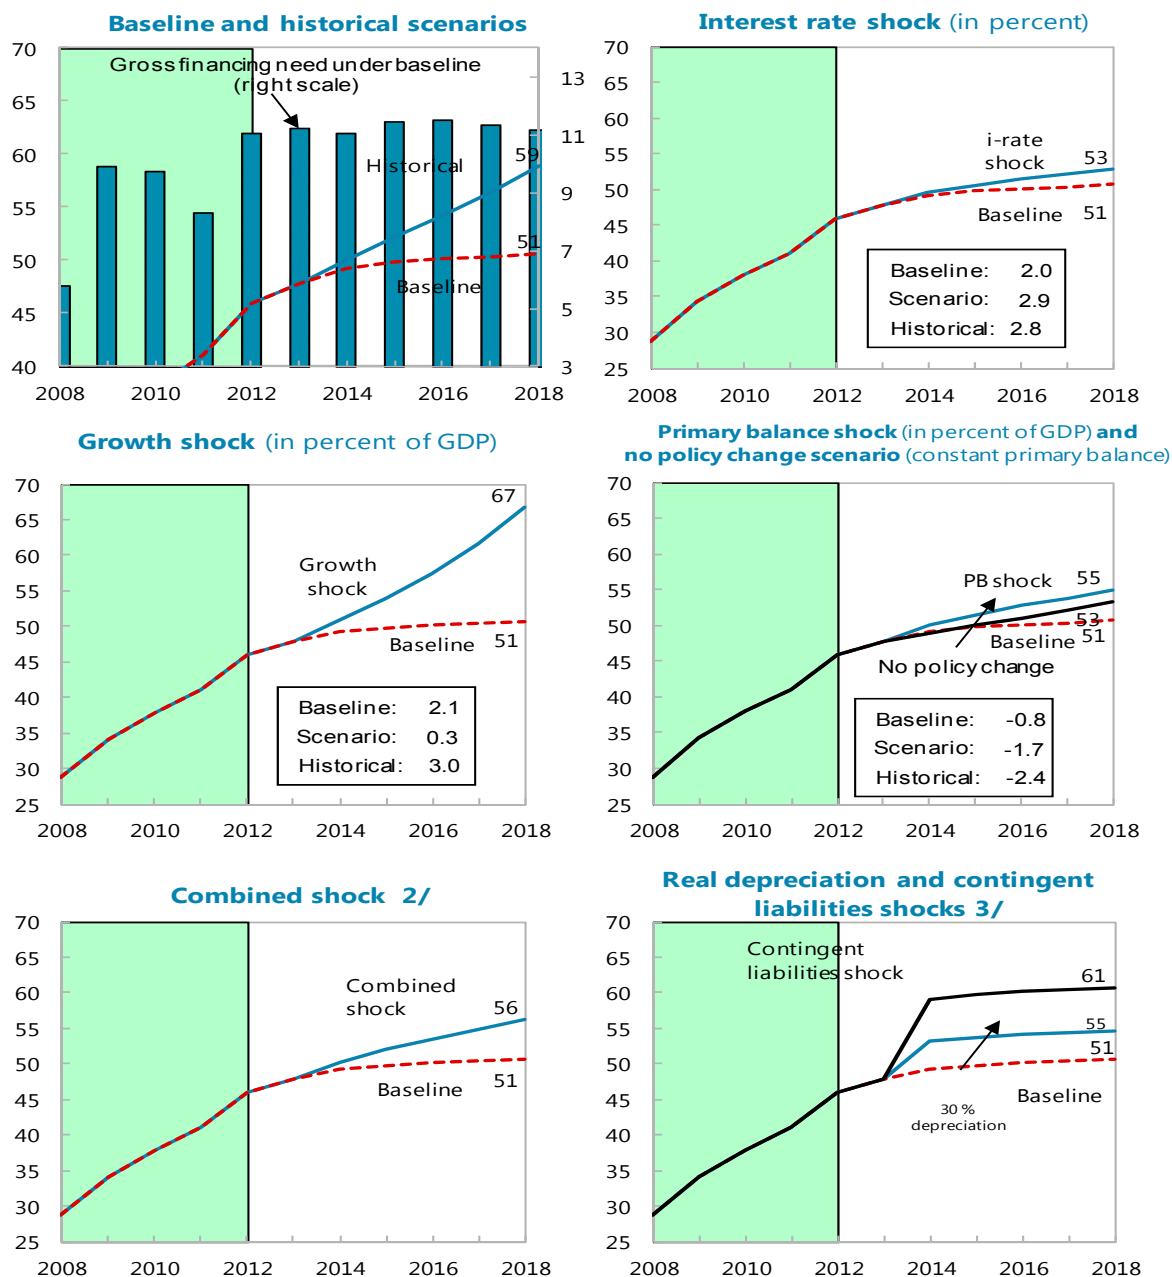 Baseline and historical scenarios
70
65
60
55
50
45
40
Gross financing need under baseline
(right scale)
13
11
9
7
5
3
Historical
59
51
Baseline
2008 2010 2012 2014 2016 2018
Interest rate shock (in percent)
70
65
60
55
50
45
40
35
30
25
i-rate
shock
53
Baseline
51
Baseline: 2.0
Scenario: 2.9
Historical: 2.8
2008 2010 2012 2014 2016 2018
Growth shock (in percent of GDP)
70
65
60
55
50
45
40
35
30
25
67
Growth
shock
Baseline
51
Baseline: 2.1
Scenario: 0.3
Historical: 3.0
2008 2010 2012 2014 2016 2018
Primary balance shock (in percent of GDP) and
no policy change scenario (constant primary balance)
70
65
60
55
50
45
40
35
30
25
PB shock
55
53
Baseline
51
No policy change
Baseline: -0.8
Scenario: -1.7
Historical: -2.4
2008 2010 2012 2014 2016 2018
Combined shock 2/
70
65
60
55
50
45
40
35
30
25
Combined
shock
56
51
Baseline
2008 2010 2012 2014 2016 2018
Real depreciation and contingent
liabilities shocks 3/
70
65
60
55
50
45
40
35
30
25
Contingent
liabilities shock
61
55
51
Baseline
30 %
depreciation
2008 2010 2012 2014 2016 2018